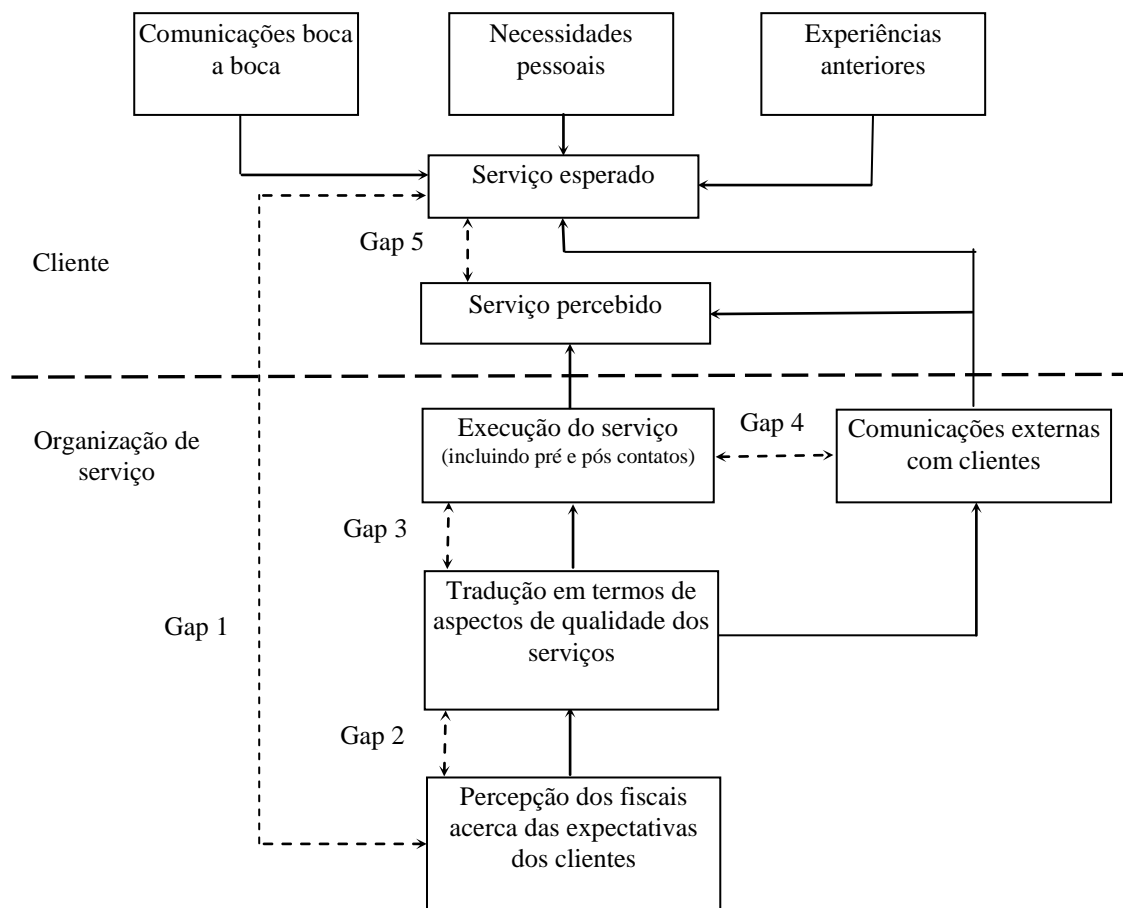 Comunicações boca
a boca
Necessidades
pessoais
Experiências
anteriores
Serviço esperado
Gap 5
Cliente
Serviço percebido
Organização de
serviço
Execução do serviço
(incluindo pré e pós contatos)
Gap 4
Comunicações externas
com clientes
Gap 3
Tradução em termos de
aspectos de qualidade dos
serviços
Gap 1
Gap 2
Percepção dos fiscais
acerca das expectativas
dos clientes